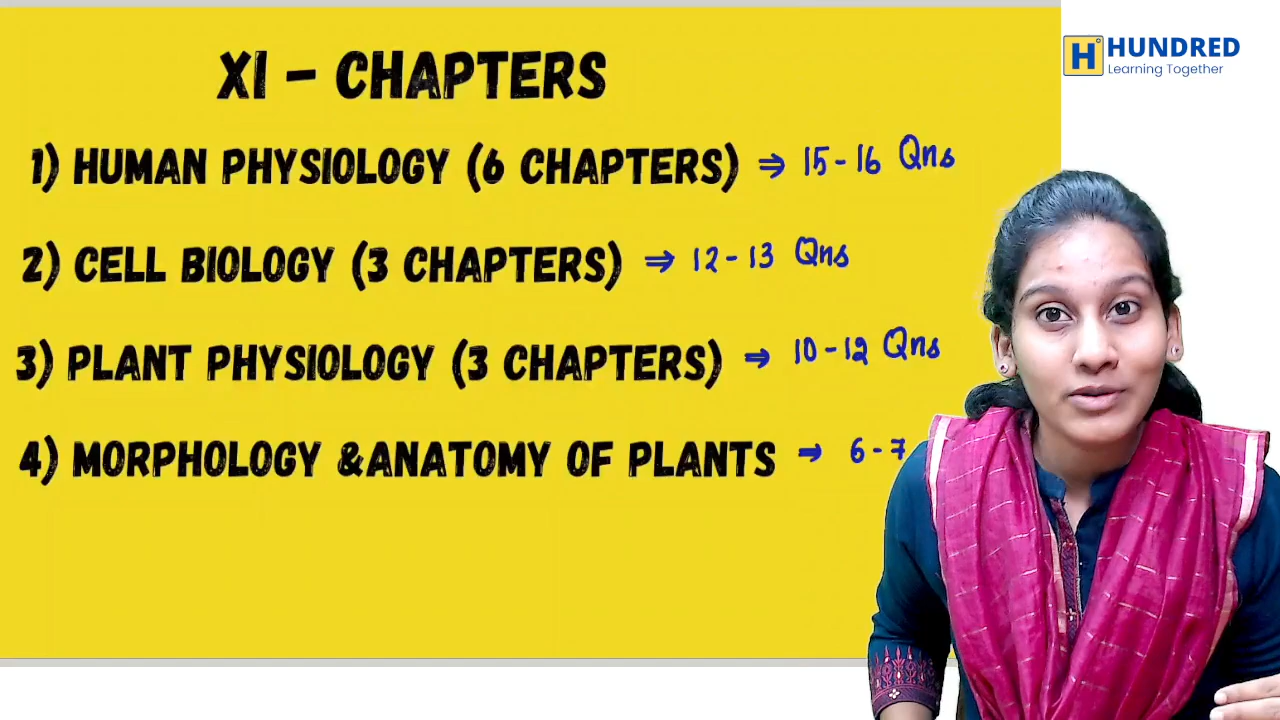 HUNDRED
Learning Together
XI - CHAPTERS
1) HUMAN PHYSIOLOGY (6 CHAPTERS) ⇒ 15-16 Qns
2) CELL BIOLOGY (3 CHAPTERS) ⇒ 12-13 Qns
3) PLANT PHYSIOLOGY (3 CHAPTERS) ⇒ 10-12 Qns
4) MORPHOLOGY &ANATOMY OF PLANTS ⇒ 6-7